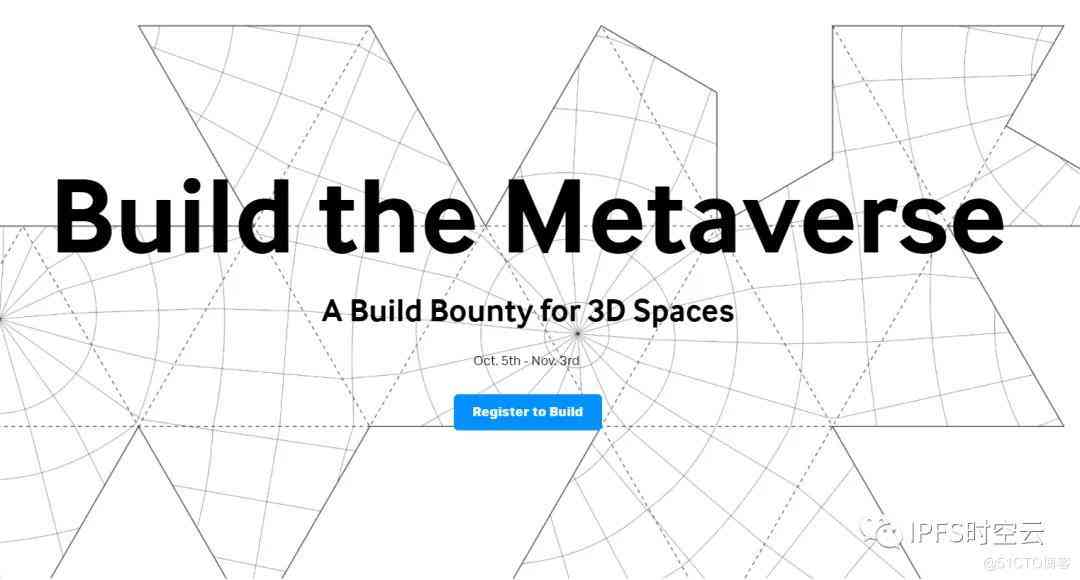 Build the Metaverse
A Build Bounty for 3D Spaces
Oct. 5th - Nov. 3rd
Register to Build
IPFS时空云
@51CTO博客